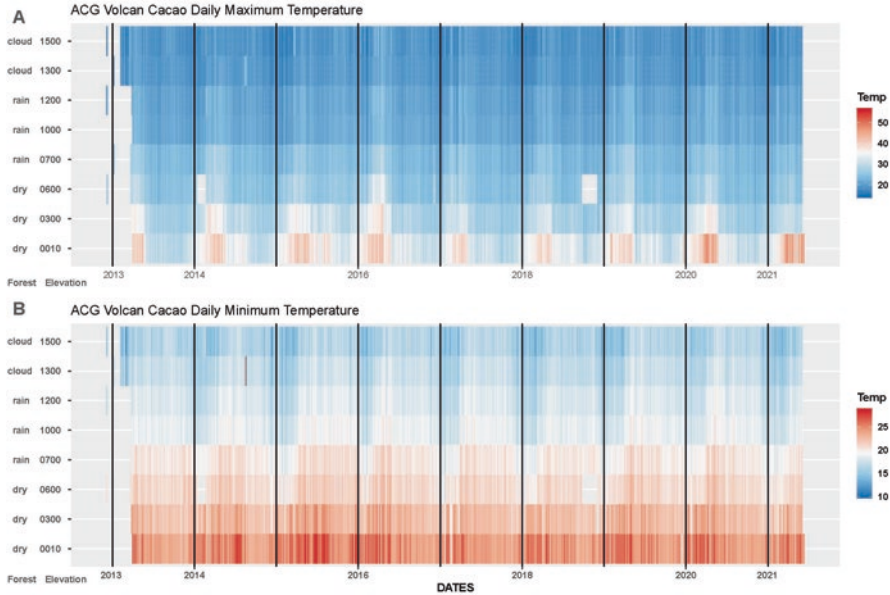 A
ACG Volcan Cacao Daily Maximum Temperature
cloud 1500
cloud 1300
rain 1200
rain 1000
rain 0700
dry 0600
dry 0300
dry 0010
Forest Elevation
2013 2014 2016 2018 2020 2021
Temp
50
40
30
20
B
ACG Volcan Cacao Daily Minimum Temperature
cloud 1500
cloud 1300
rain 1200
rain 1000
rain 0700
dry 0600
dry 0300
dry 0010
Forest Elevation
2013 2014 2016 2018 2020 2021
DATES
Temp
25
20
15
10